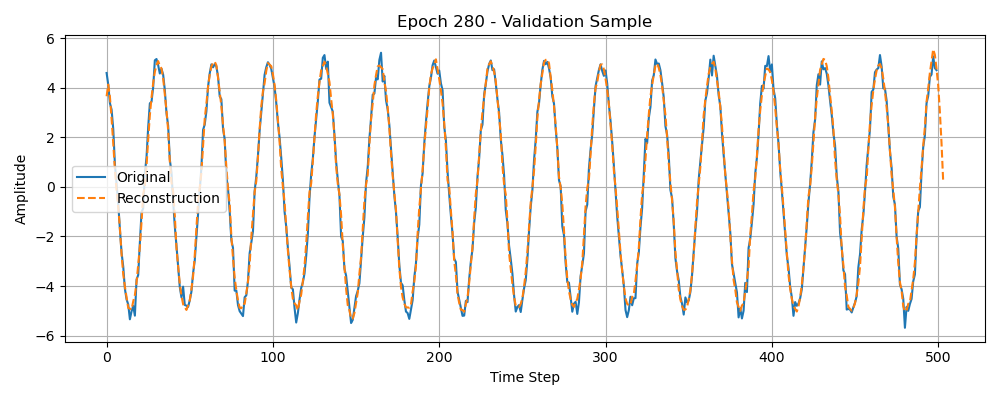 Epoch 280 - Validation Sample
Amplitude
6
4
2
0
−2
−4
−6
Original
Reconstruction
0
100
200
300
400
500
Time Step